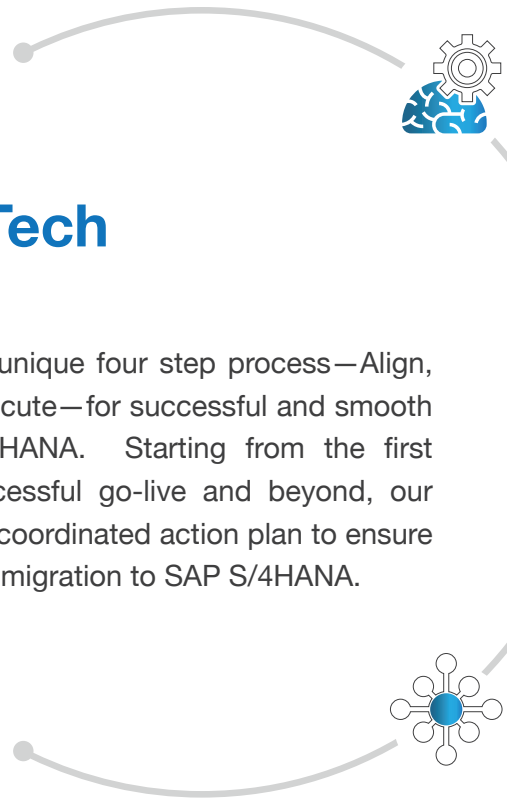 Tech
unique four step process—Align,
cute—for successful and smooth
HANA. Starting from the first
cessful go-live and beyond, our
coordinated action plan to ensure
migration to SAP S/4HANA.